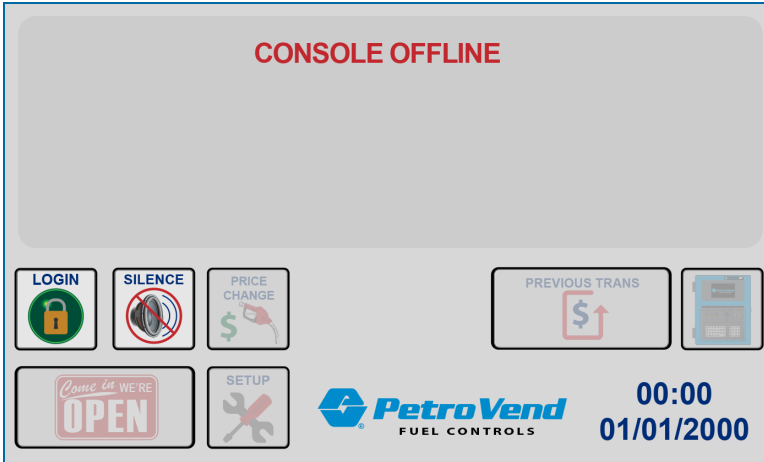 CONSOLE OFFLINE
LOGIN
SILENCE
PRICE
CHANGE
$
PREVIOUS TRANS
$
Come in WE'RE
OPEN
SETUP
PetroVend
FUEL CONTROLS
00:00
01/01/2000